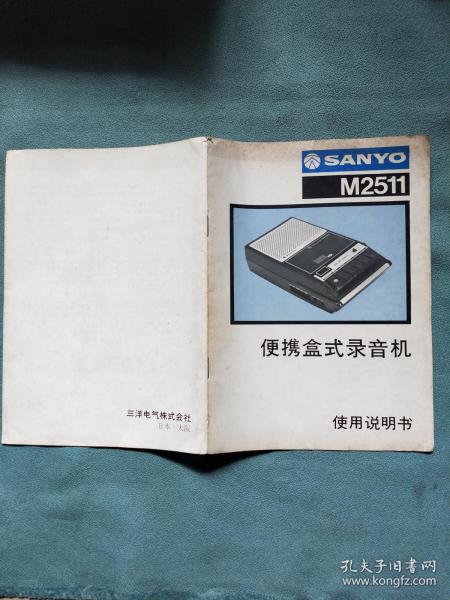 SANYO
M2511
便携盒式录音机
使用说明书
三洋电气株式会社
日本·大阪
孔夫子旧书网
www.kongfz.com